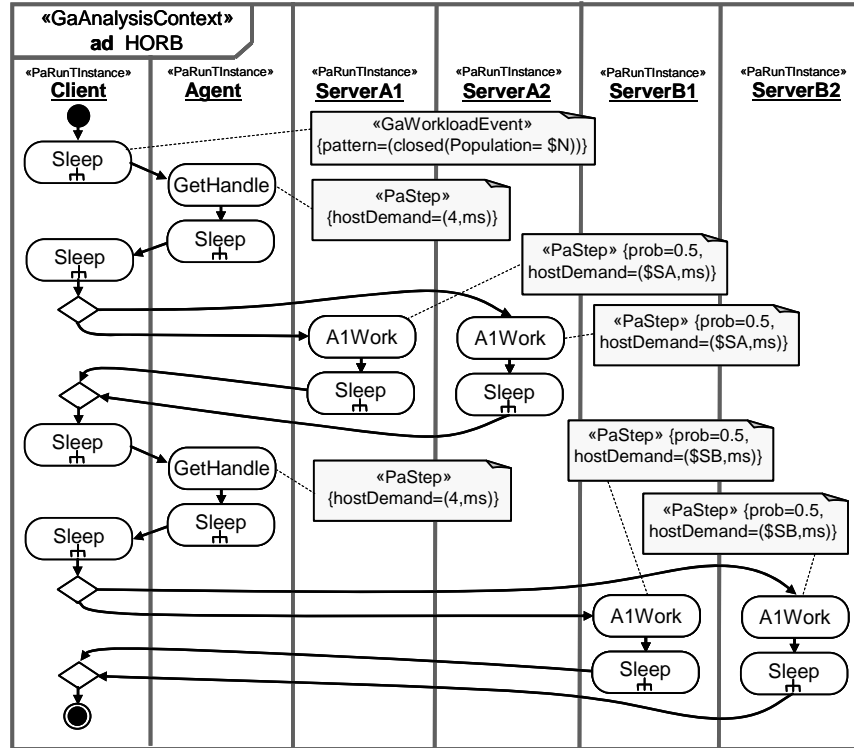 «GaAnalysisContext»
ad HORB
«PaRunTInstance» «PaRunTInstance» «PaRunTInstance» «PaRunTInstance» «PaRunTInstance» «PaRunTInstance»
Client Agent ServerA1 ServerA2 ServerB1 ServerB2
«GaWorkloadEvent»
{pattern=(closed(Population= $N))}
Sleep
GetHandle
«PaStep»
{hostDemand=(4,ms)}
Sleep
Sleep
«PaStep» {prob=0.5,
hostDemand=($SA,ms)}
A1Work
A1Work
«PaStep» {prob=0.5,
hostDemand=($SA,ms)}
Sleep
Sleep
Sleep
«PaStep» {prob=0.5,
hostDemand=($SB,ms)}
GetHandle
«PaStep»
{hostDemand=(4,ms)}
Sleep
Sleep
«PaStep» {prob=0.5,
hostDemand=($SB,ms)}
A1Work
A1Work
Sleep
Sleep